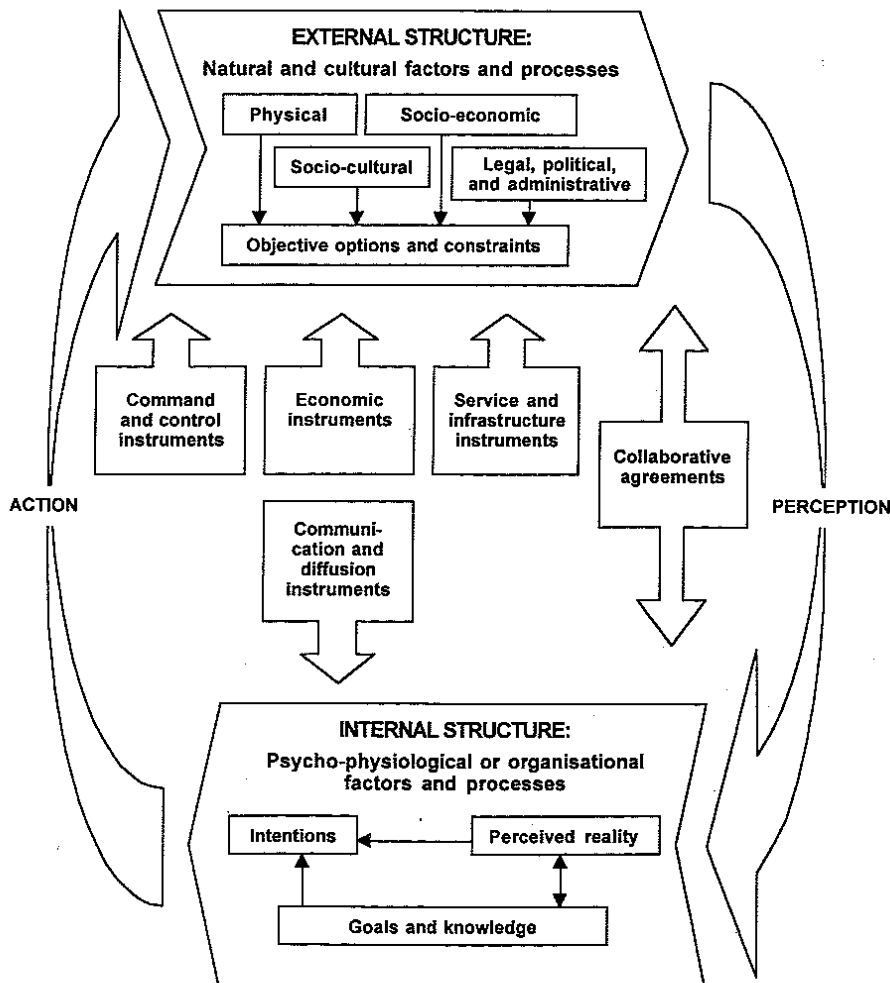 EXTERNAL STRUCTURE:
Natural and cultural factors and processes
Physical
Socio-economic
Socio-cultural
Legal, political,
and administrative
Objective options and constraints
Command
and control
instruments
Economic
instruments
Service and
infrastructure
instruments
Collaborative
agreements
ACTION
PERCEPTION
Communi-
cation and
diffusion
instruments
INTERNAL STRUCTURE:
Psycho-physiological or organisational
factors and processes
Intentions
Perceived reality
Goals and knowledge